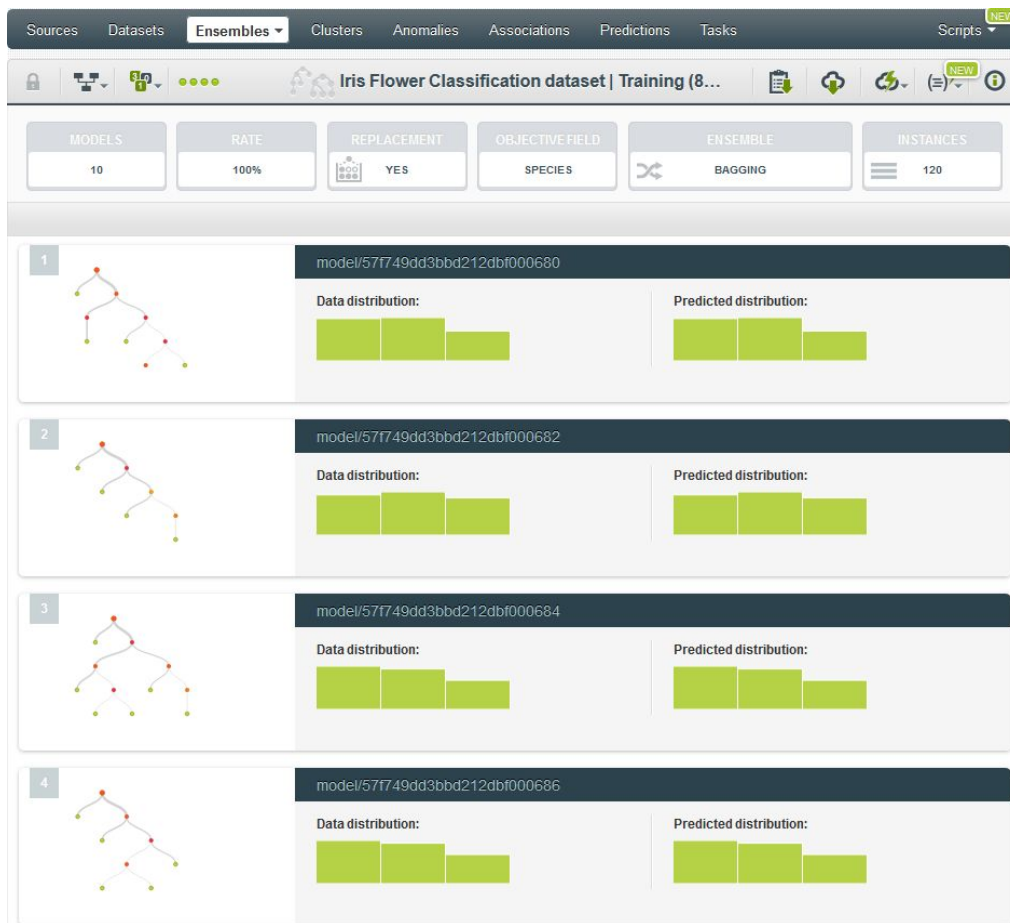 NEW
Sources Datasets Ensembles Clusters Anomalies Associations Predictions Tasks Scripts
Iris Flower Classification dataset | Training (8...
NEW
MODELS RATE REPLACEMENT OBJECTIVE FIELD ENSEMBLE INSTANCES
10 100% YES SPECIES BAGGING 120
1
model/57f749dd3bbd212dbf000680
Data distribution: Predicted distribution:
2
model/57f749dd3bbd212dbf000682
Data distribution: Predicted distribution:
3
model/57f749dd3bbd212dbf000684
Data distribution: Predicted distribution:
4
model/57f749dd3bbd212dbf000686
Data distribution: Predicted distribution: